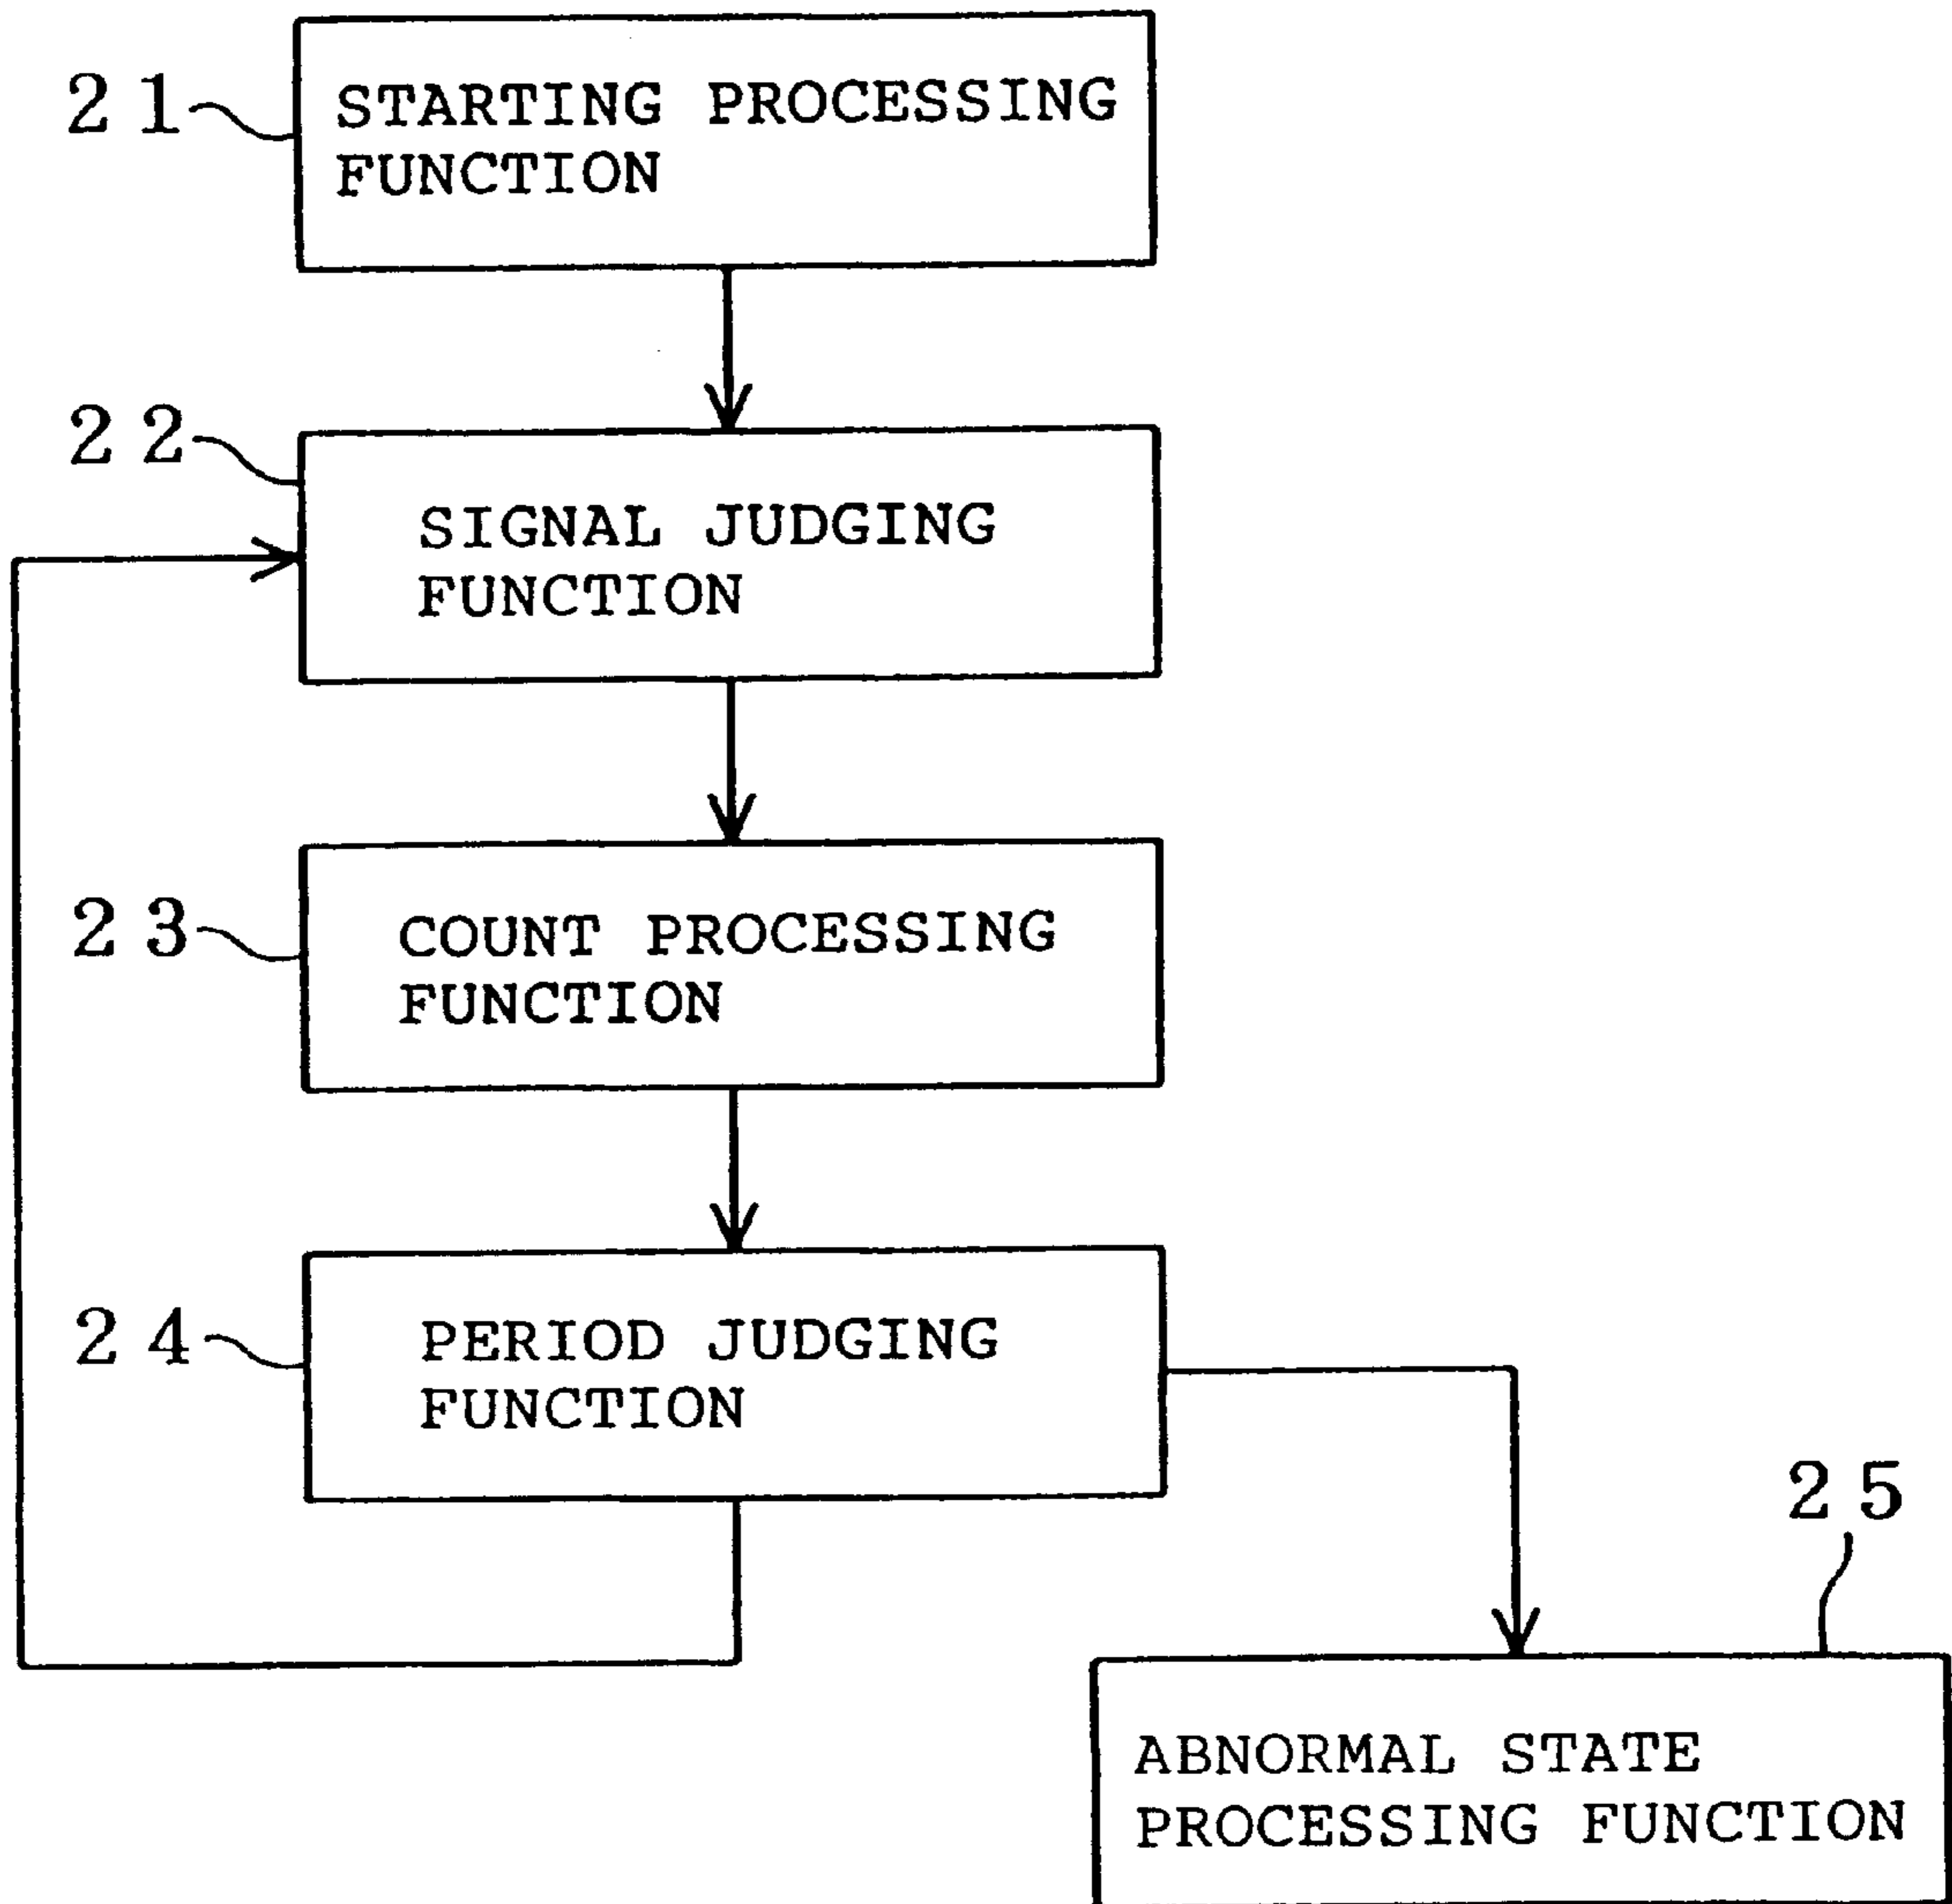 21
STARTING PROCESSING
FUNCTION
22
SIGNAL JUDGING
FUNCTION
23
COUNT PROCESSING
FUNCTION
24
PERIOD JUDGING
FUNCTION
25
ABNORMAL STATE
PROCESSING FUNCTION